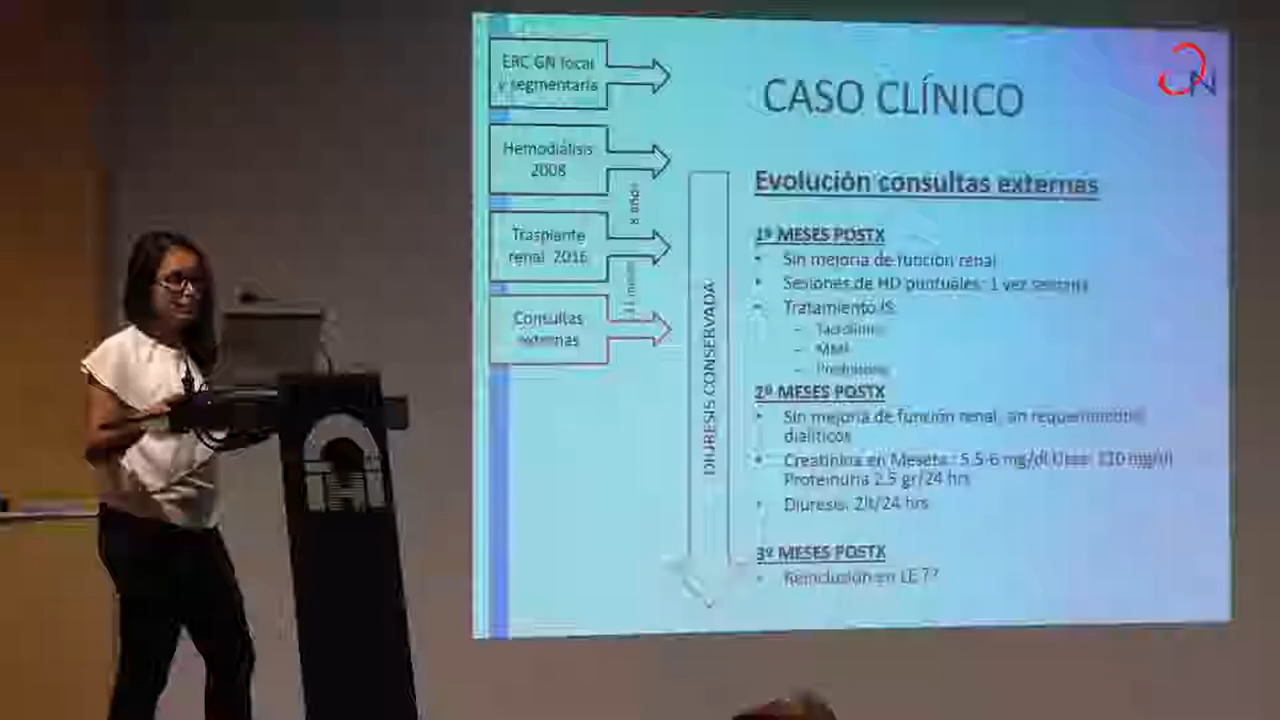 ERC GN focal
y segmentaria
Hemodiálisis
2008
8 años
Trasplante
renal 2016
11 meses
Consultas
externas
DIURESIS CONSERVADA
CASO CLÍNICO
Evolución consultas externas
1º MESES POSTX
Sin mejoría de función renal
Sesiones de HD puntuales: 1 vez semana
Tratamiento IS:
Tacrolimus
MMF
Prednisona
2º MESES POSTX
Sin mejoría de función renal, sin requerimientos
dialíticos
Creatinina en Meseta: 5.5-6 mg/dl Urea: 210 mg/dl
Proteinuria 2.5 gr/24 hrs
Diuresis: 2lt/24 hrs
3º MESES POSTX
Reinclusión en LE ??